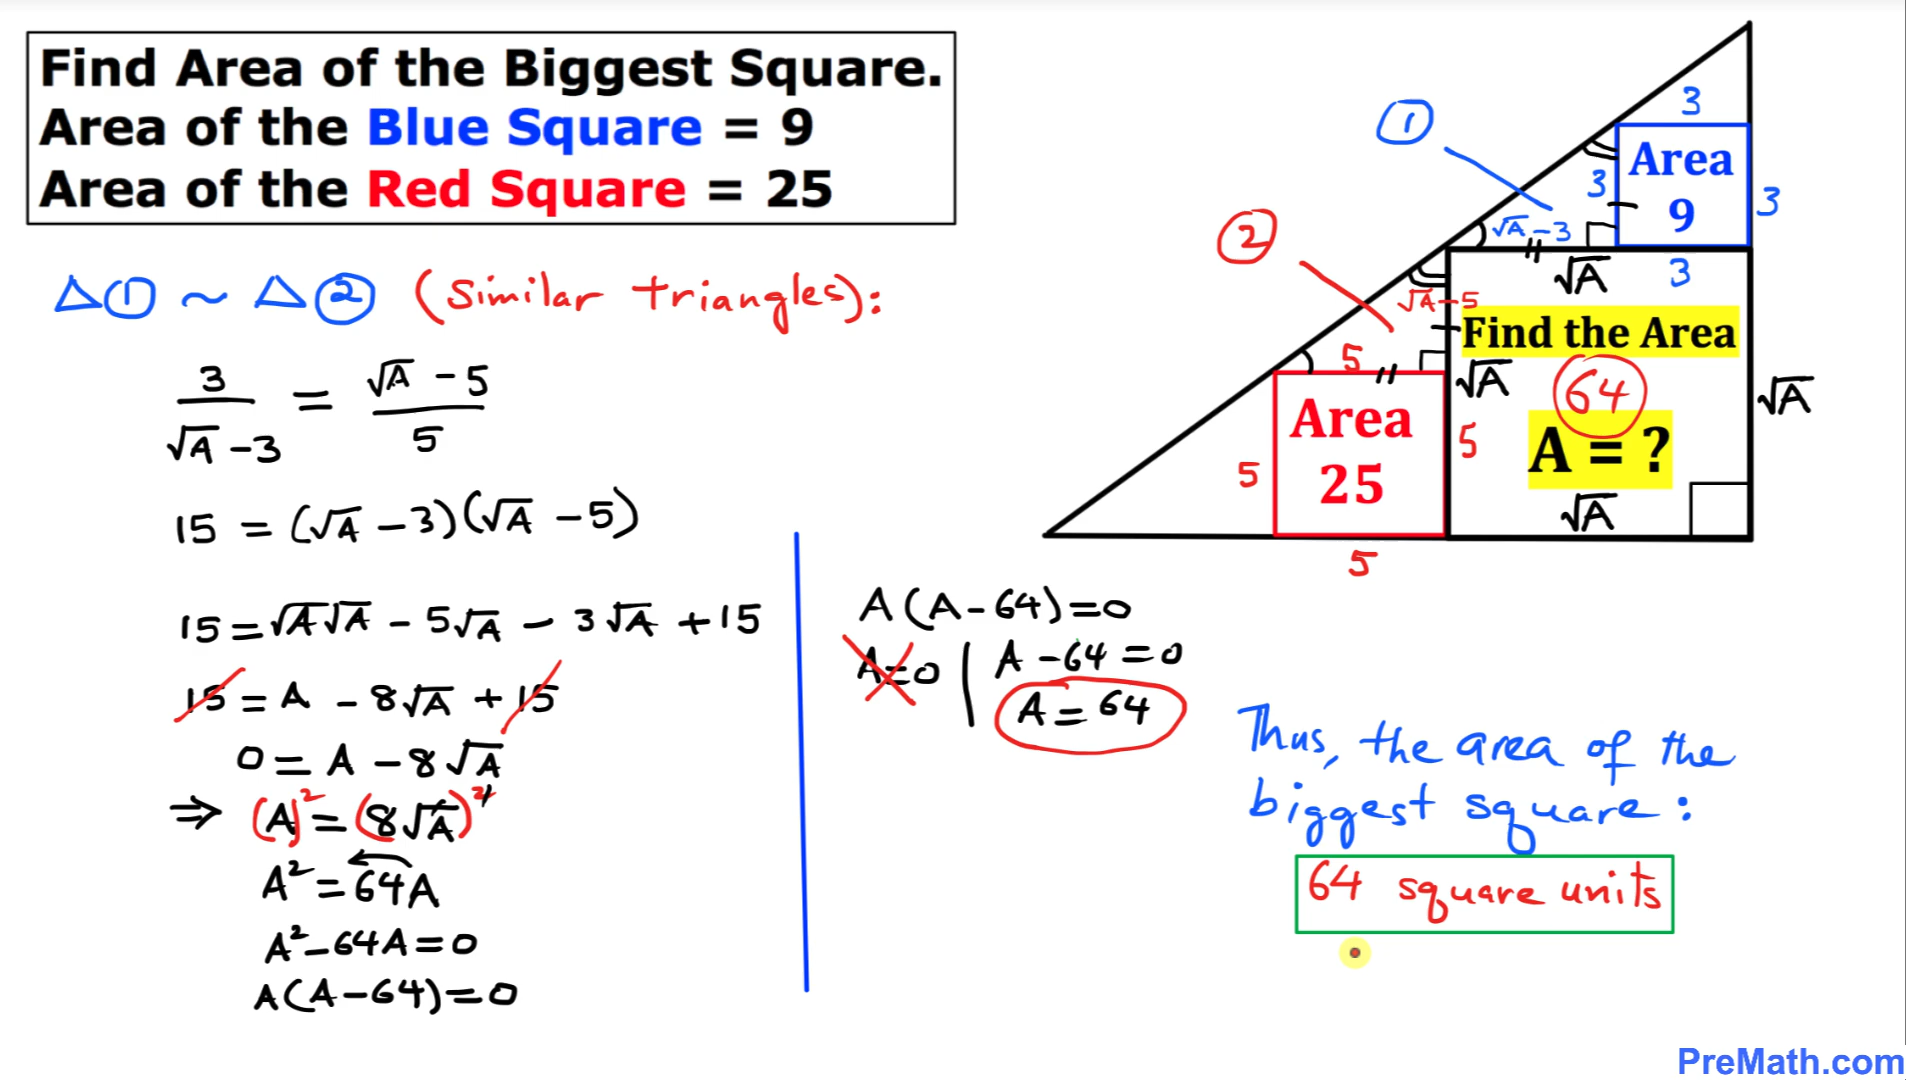 Find Area of the Biggest Square.
Area of the Blue Square = 9
Area of the Red Square = 25
△① ~ △② (Similar triangles):
3/(√A - 3) = (√A - 5)/5
15 = (√A - 3)(√A - 5)
15 = √A√A - 5√A - 3√A + 15
15 = A - 8√A + 15
0 = A - 8√A
⇒ (A)² = (8√A)²
A² = 64A
A² - 64A = 0
A(A - 64) = 0
A(A - 64) = 0
A = 0 | A - 64 = 0
A = 64
①
②
3
Area
9
3
3
√A - 3
√A
3
√A - 5
Find the Area
64
A = ?
√A
√A
√A
5
Area
25
5
5
5
Thus, the area of the
biggest square:
64 square units
PreMath.com